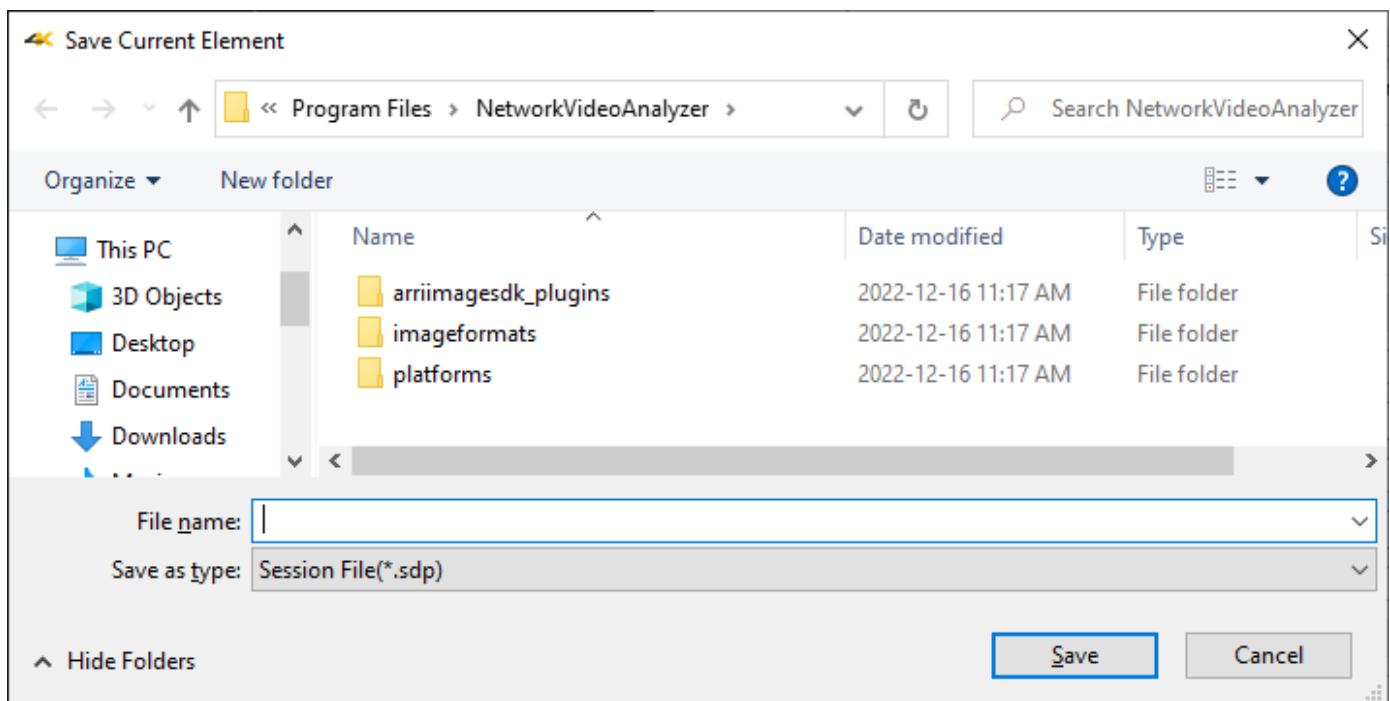 Save Current Element
« Program Files > NetworkVideoAnalyzer >
Search NetworkVideoAnalyzer
Organize New folder
?
Name Date modified Type Si
This PC
3D Objects
Desktop
Documents
Downloads
arriimagesdk_plugins 2022-12-16 11:17 AM File folder
imageformats 2022-12-16 11:17 AM File folder
platforms 2022-12-16 11:17 AM File folder
File name:
Save as type: Session File(*.sdp)
Hide Folders
Save Cancel